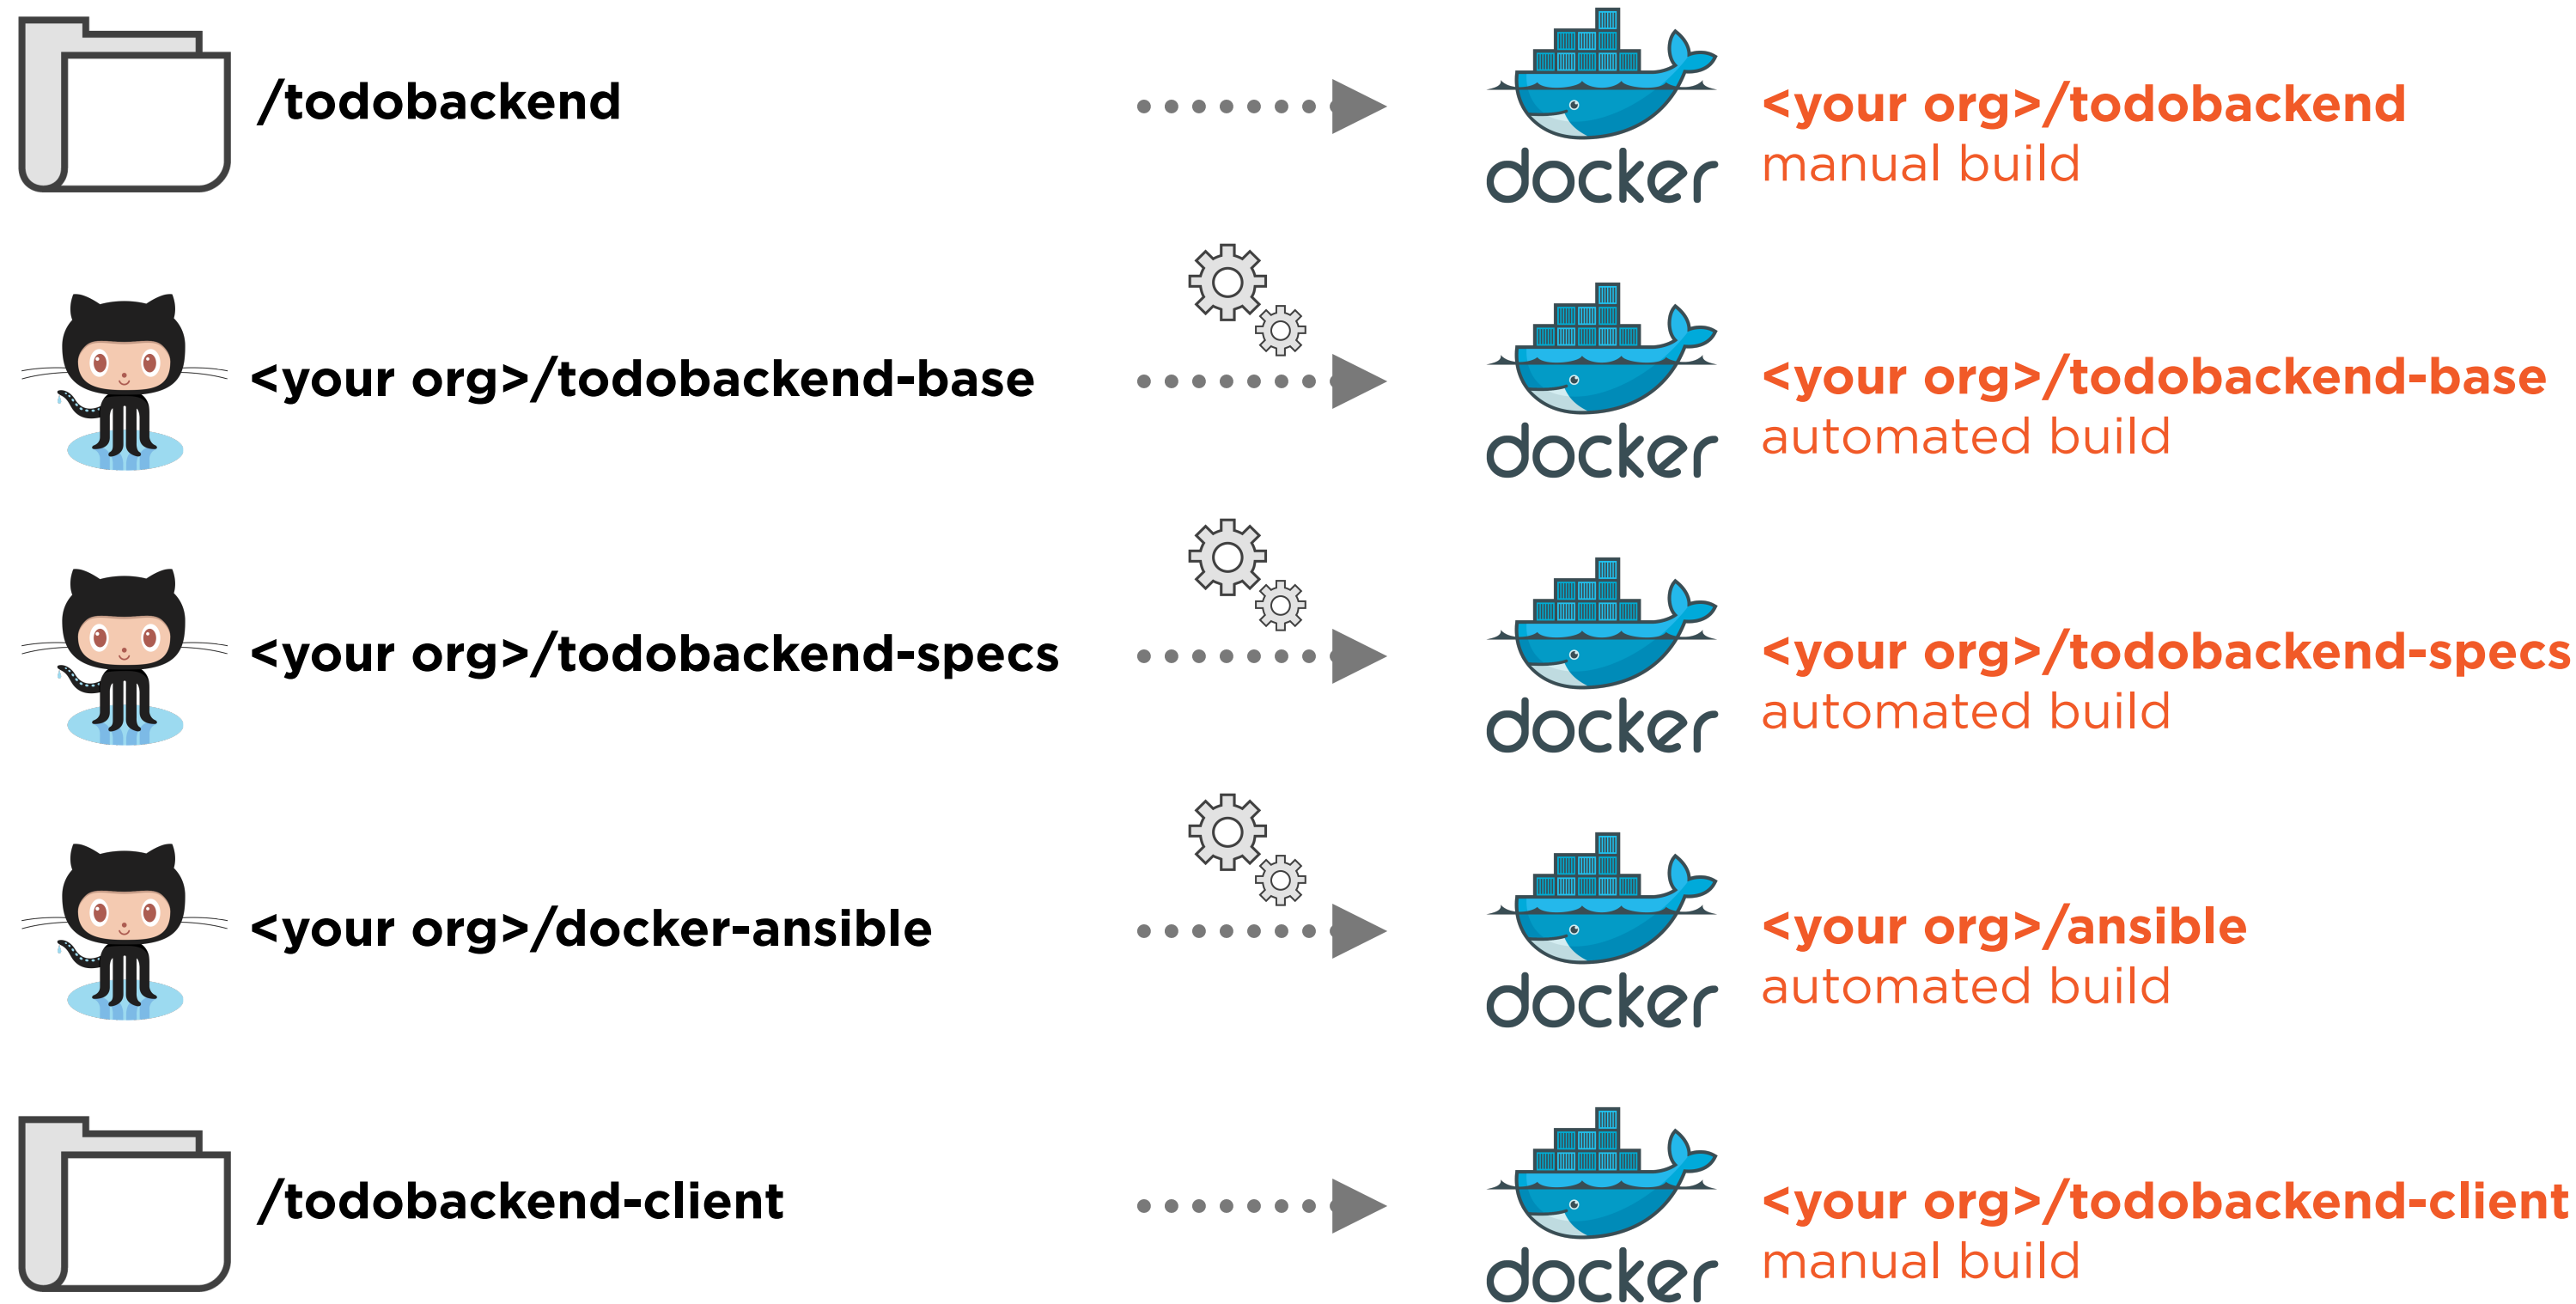 /todobackend
docker
<your org>/todobackend
manual build
<your org>/todobackend-base
docker
<your org>/todobackend-base
automated build
<your org>/todobackend-specs
docker
<your org>/todobackend-specs
automated build
<your org>/docker-ansible
docker
<your org>/ansible
automated build
/todobackend-client
docker
<your org>/todobackend-client
manual build